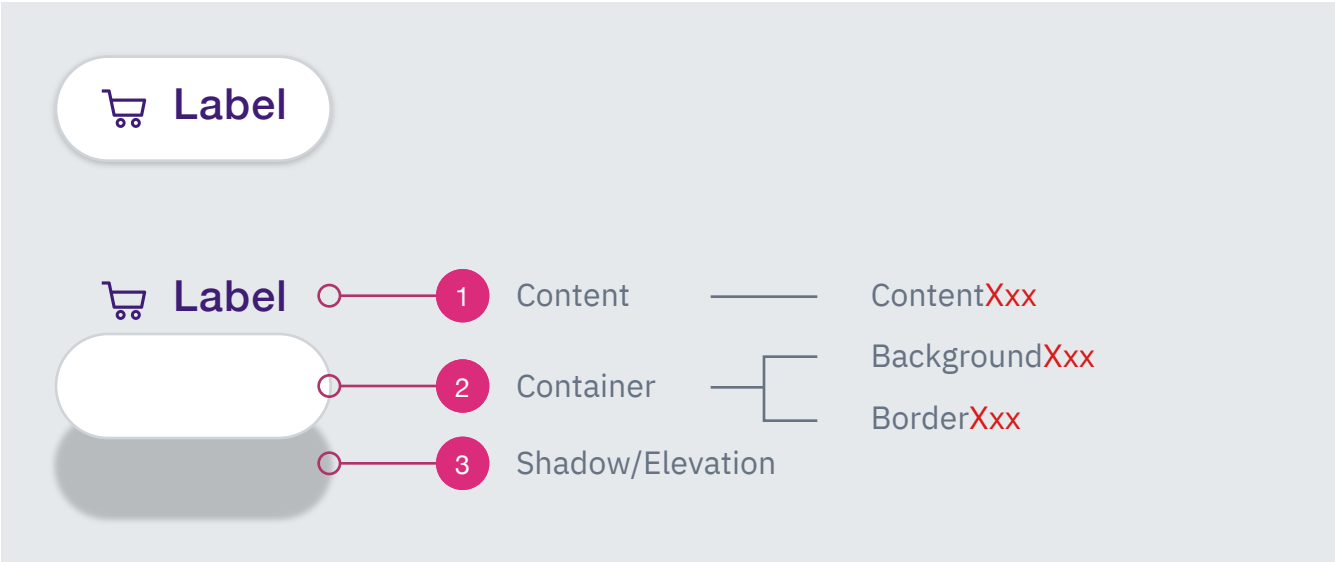 Label
Label
1 Content ContentXxx
BackgroundXxx
2 Container
BorderXxx
3 Shadow/Elevation